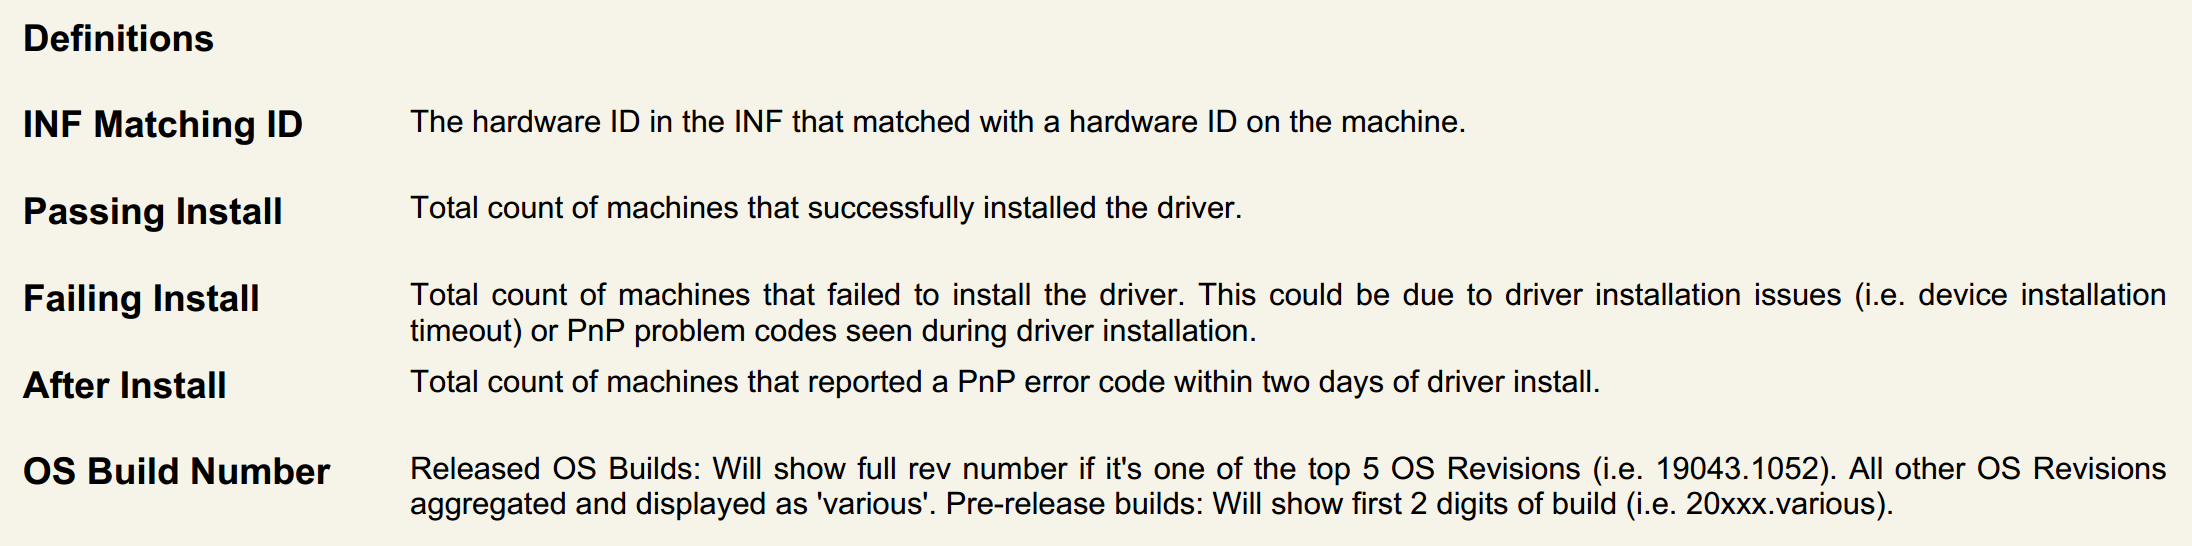 Definitions
INF Matching ID
The hardware ID in the INF that matched with a hardware ID on the machine.
Passing Install
Total count of machines that successfully installed the driver.
Failing Install
Total count of machines that failed to install the driver. This could be due to driver installation issues (i.e. device installation
timeout) or PnP problem codes seen during driver installation.
After Install
Total count of machines that reported a PnP error code within two days of driver install.
OS Build Number
Released OS Builds: Will show full rev number if it's one of the top 5 OS Revisions (i.e. 19043.1052). All other OS Revisions
aggregated and displayed as 'various'. Pre-release builds: Will show first 2 digits of build (i.e. 20xxx.various).